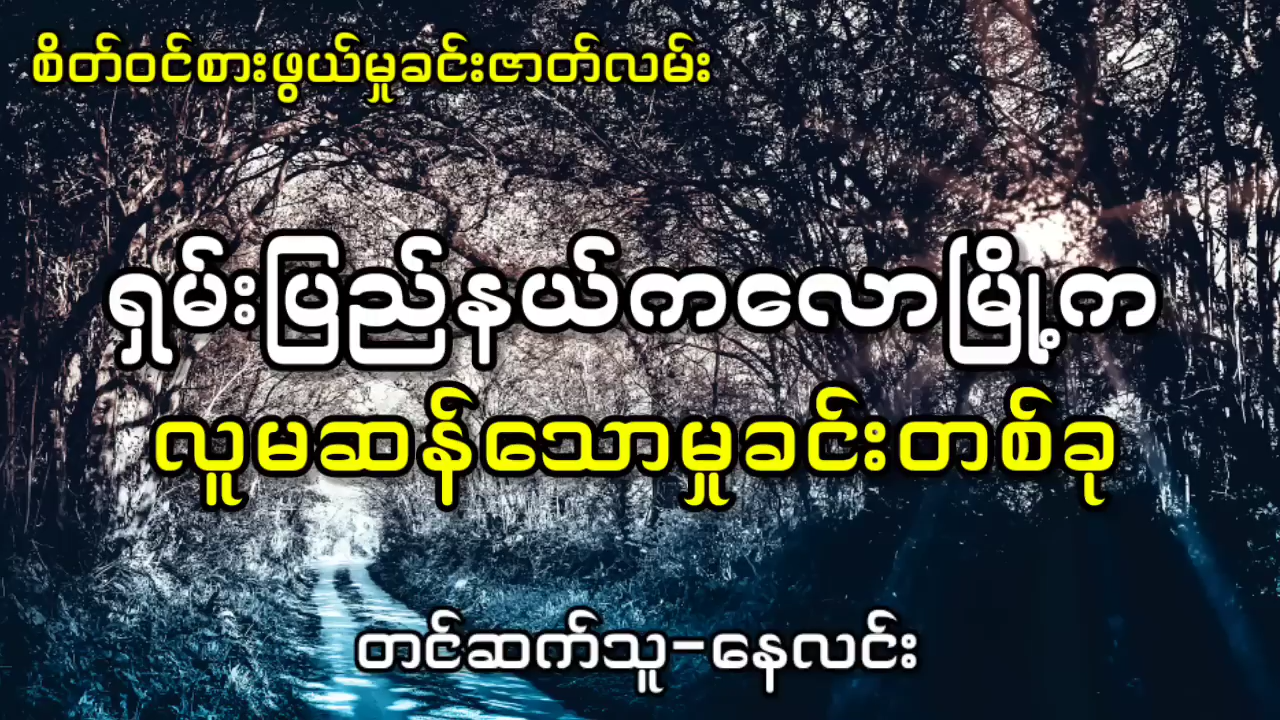 စိတ်ဝင်စားဖွယ်မှုခင်းဇာတ်လမ်း
ရှမ်းပြည်နယ်ကလောမြို့က
လူမဆန်သောမှုခင်းတစ်ခု
တင်ဆက်သူ-နေလင်း